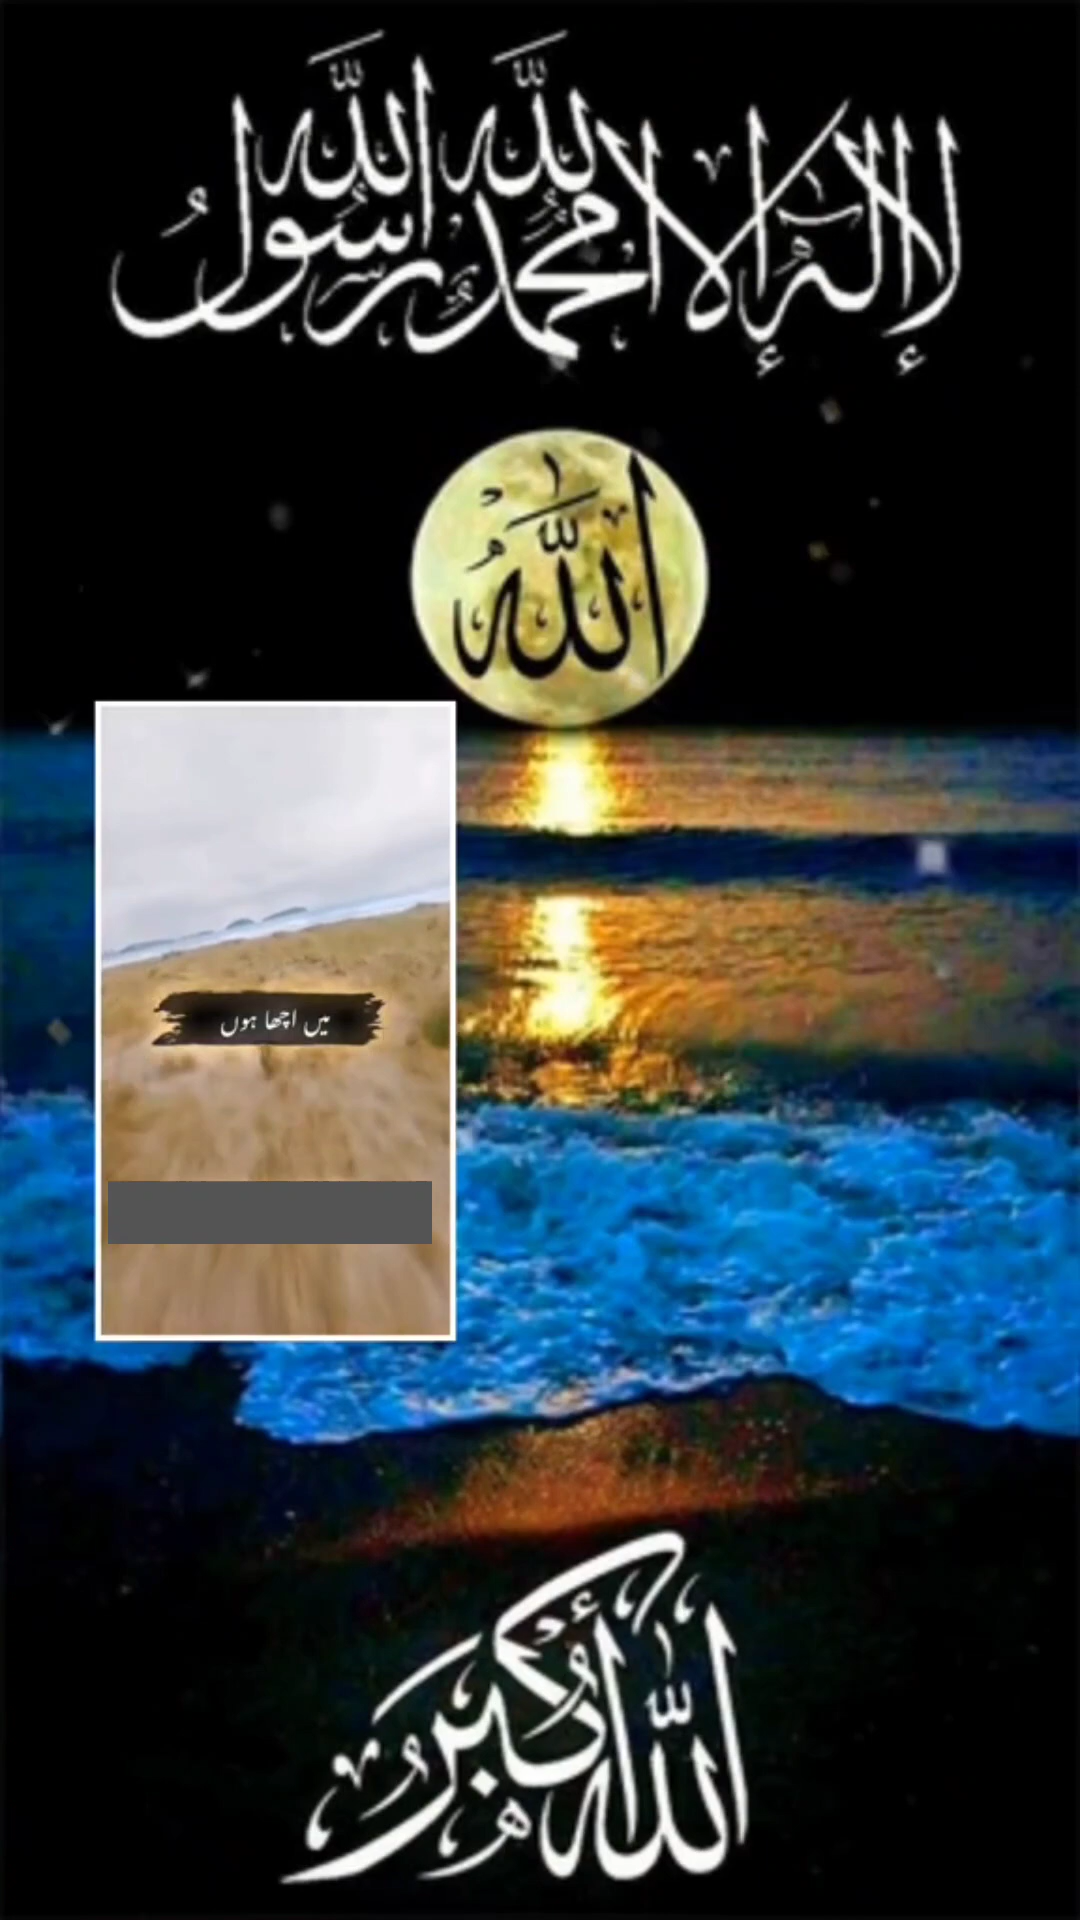 لا إله إلا الله محمد رسول الله
اللهُ
میں اچھا ہوں
الله أكبر